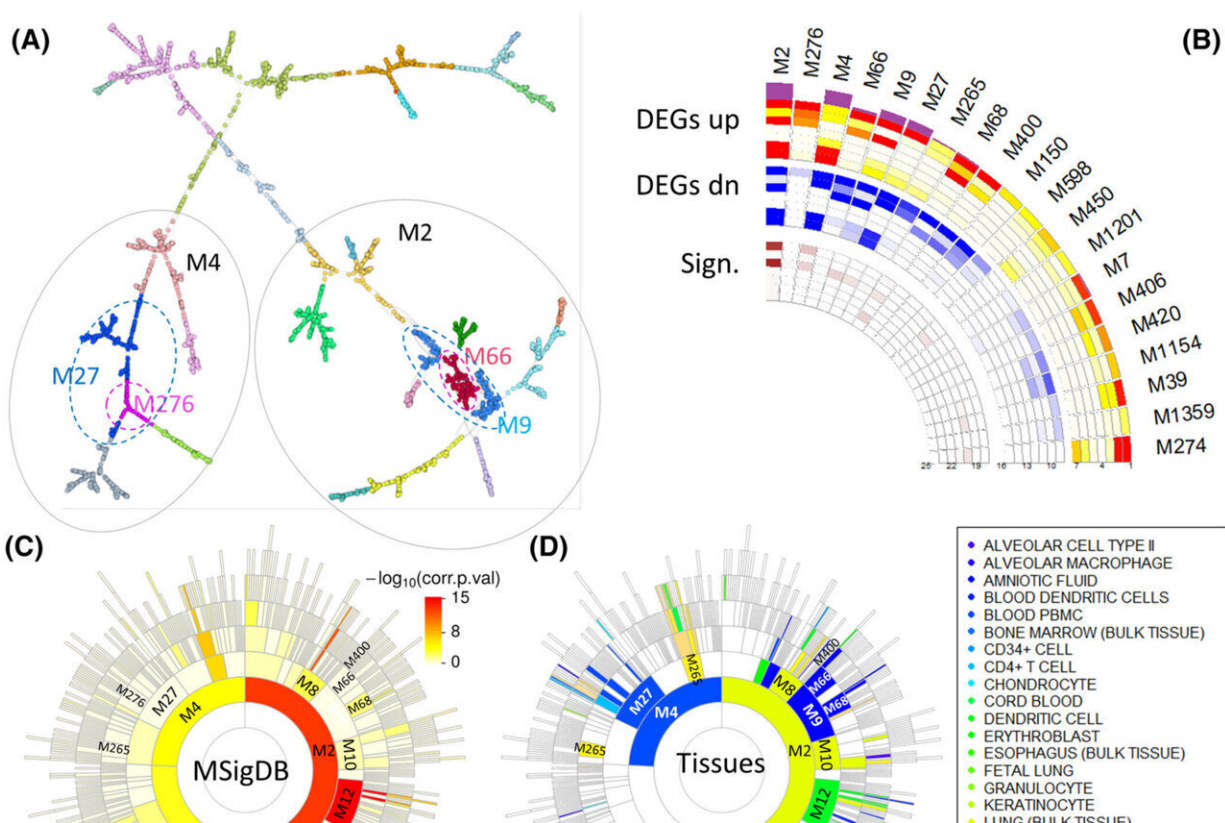 (A)
M4
M2
M27
M276
M66
M9
(B)
DEGs up
DEGs dn
Sign.
M2
M276
M4
M66
M9
M27
M265
M68
M400
M150
M598
M450
M1201
M7
M406
M420
M1154
M39
M1359
M274
25 22 19 16 13 10 7 4 1
(C)
−log10(corr.p.val)
15
8
0
MSigDB
M4
M27
M276
M265
M2
M8
M400
M66
M68
M10
M12
(D)
Tissues
M4
M27
M265
M265
M2
M8
M400
M66
M9
M68
M10
M12
ALVEOLAR CELL TYPE II
ALVEOLAR MACROPHAGE
AMNIOTIC FLUID
BLOOD DENDRITIC CELLS
BLOOD PBMC
BONE MARROW (BULK TISSUE)
CD34+ CELL
CD4+ T CELL
CHONDROCYTE
CORD BLOOD
DENDRITIC CELL
ERYTHROBLAST
ESOPHAGUS (BULK TISSUE)
FETAL LUNG
GRANULOCYTE
KERATINOCYTE
LUNG (BULK TISSUE)